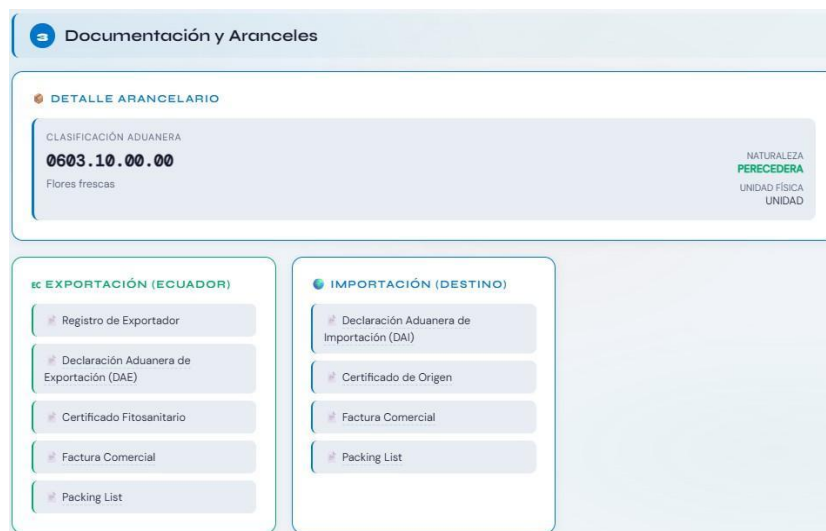 3 Documentación y Aranceles
DETALLE ARANCELARIO
CLASIFICACIÓN ADUANERA
0603.10.00.00
Flores frescas
NATURALEZA
PERECEDERA
UNIDAD FÍSICA
UNIDAD
EC EXPORTACIÓN (ECUADOR)
Registro de Exportador
Declaración Aduanera de
Exportación (DAE)
Certificado Fitosanitario
Factura Comercial
Packing List
IMPORTACIÓN (DESTINO)
Declaración Aduanera de
Importación (DAI)
Certificado de Origen
Factura Comercial
Packing List